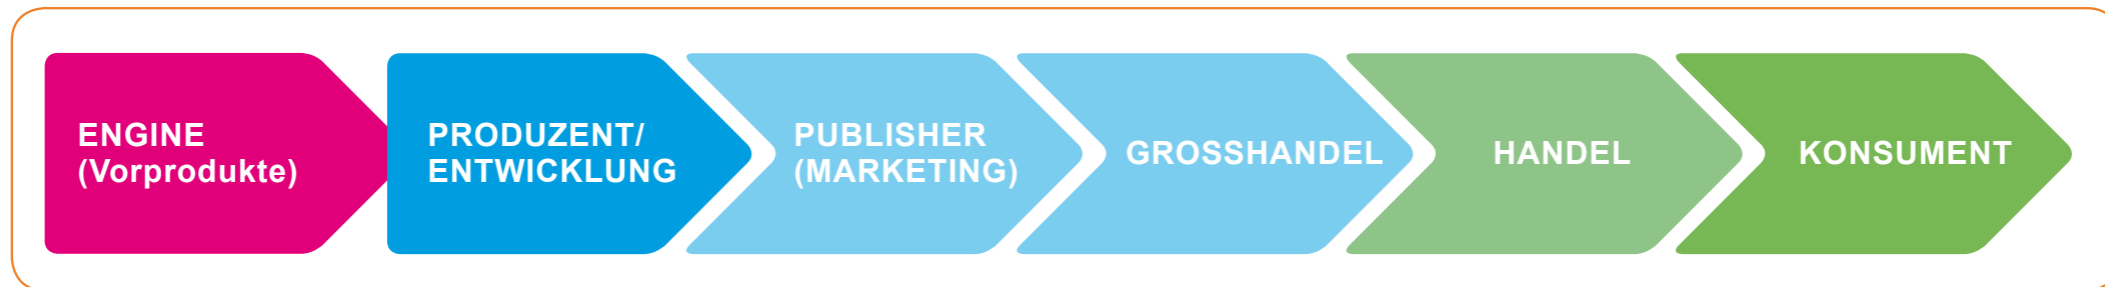 ENGINE
(Vorprodukte)
PRODUZENT/
ENTWICKLUNG
PUBLISHER
(MARKETING)
GROSSHANDEL
HANDEL
KONSUMENT